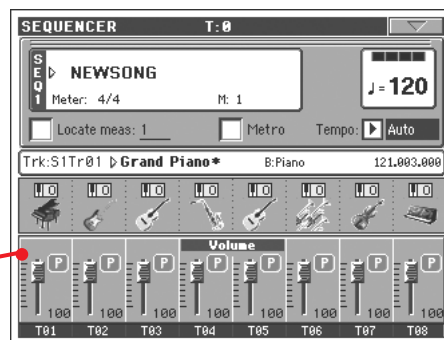 SEQUENCER T:0
SEQ1
NEWSONG
Meter: 4/4 M: 1
♩=120
Locate meas: 1 Metro Tempo: Auto
Trk:S1Tr01 ▷Grand Piano* B:Piano 121.003.000
Volume
P P P P P P P P
100 100 100 100 100 100 100 100
T01 T02 T03 T04 T05 T06 T07 T08